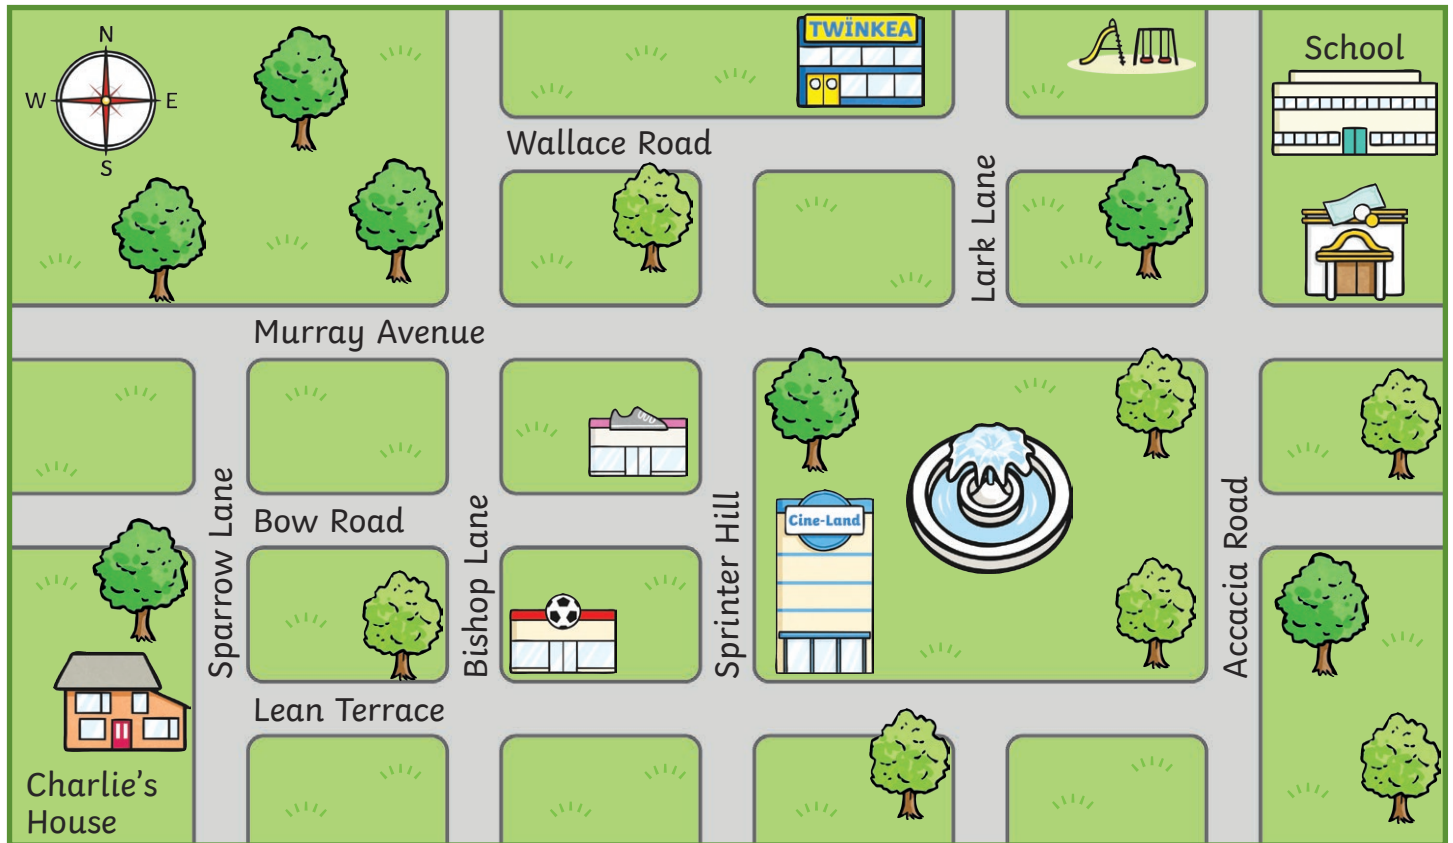 N
W E
S
TWÏNKEA
School
Wallace Road
Lark Lane
Murray Avenue
Sparrow Lane
Bow Road
Bishop Lane
Sprinter Hill
Cine-Land
Accacia Road
Lean Terrace
Charlie's
House